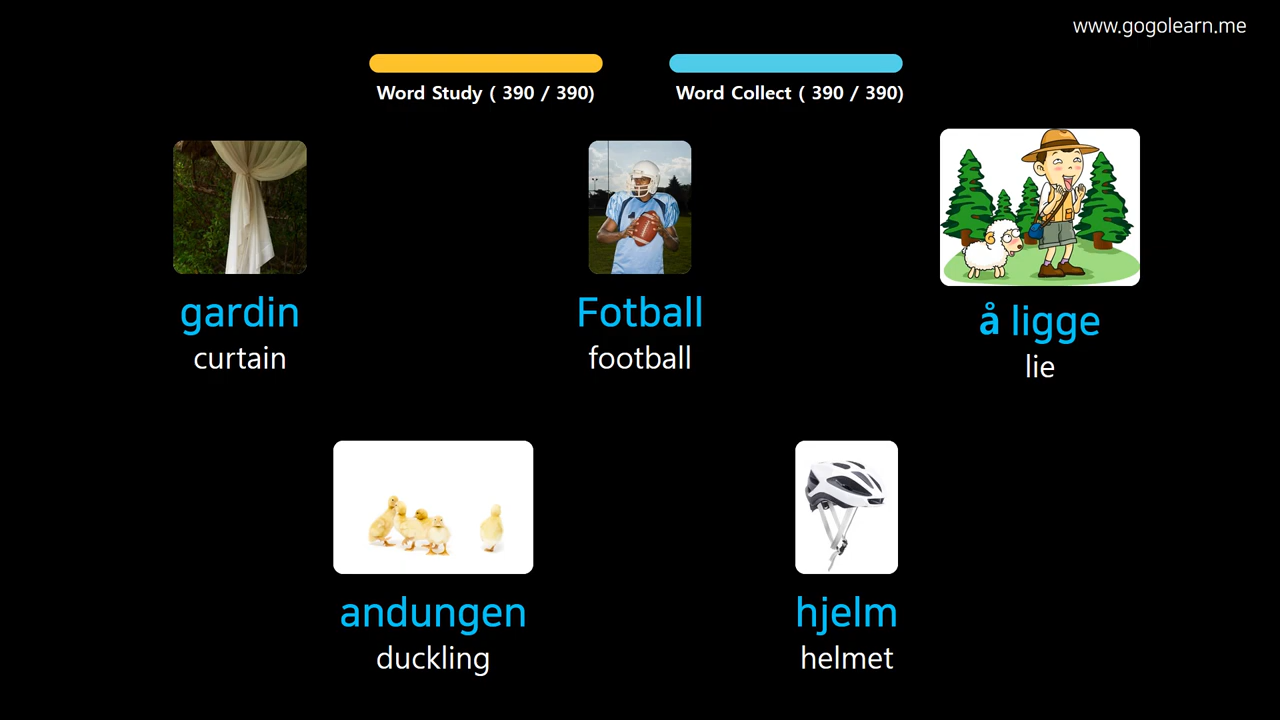 www.gogolearn.me
Word Study ( 390 / 390)
Word Collect ( 390 / 390)
gardin
curtain
Fotball
football
å ligge
lie
andungen
duckling
hjelm
helmet